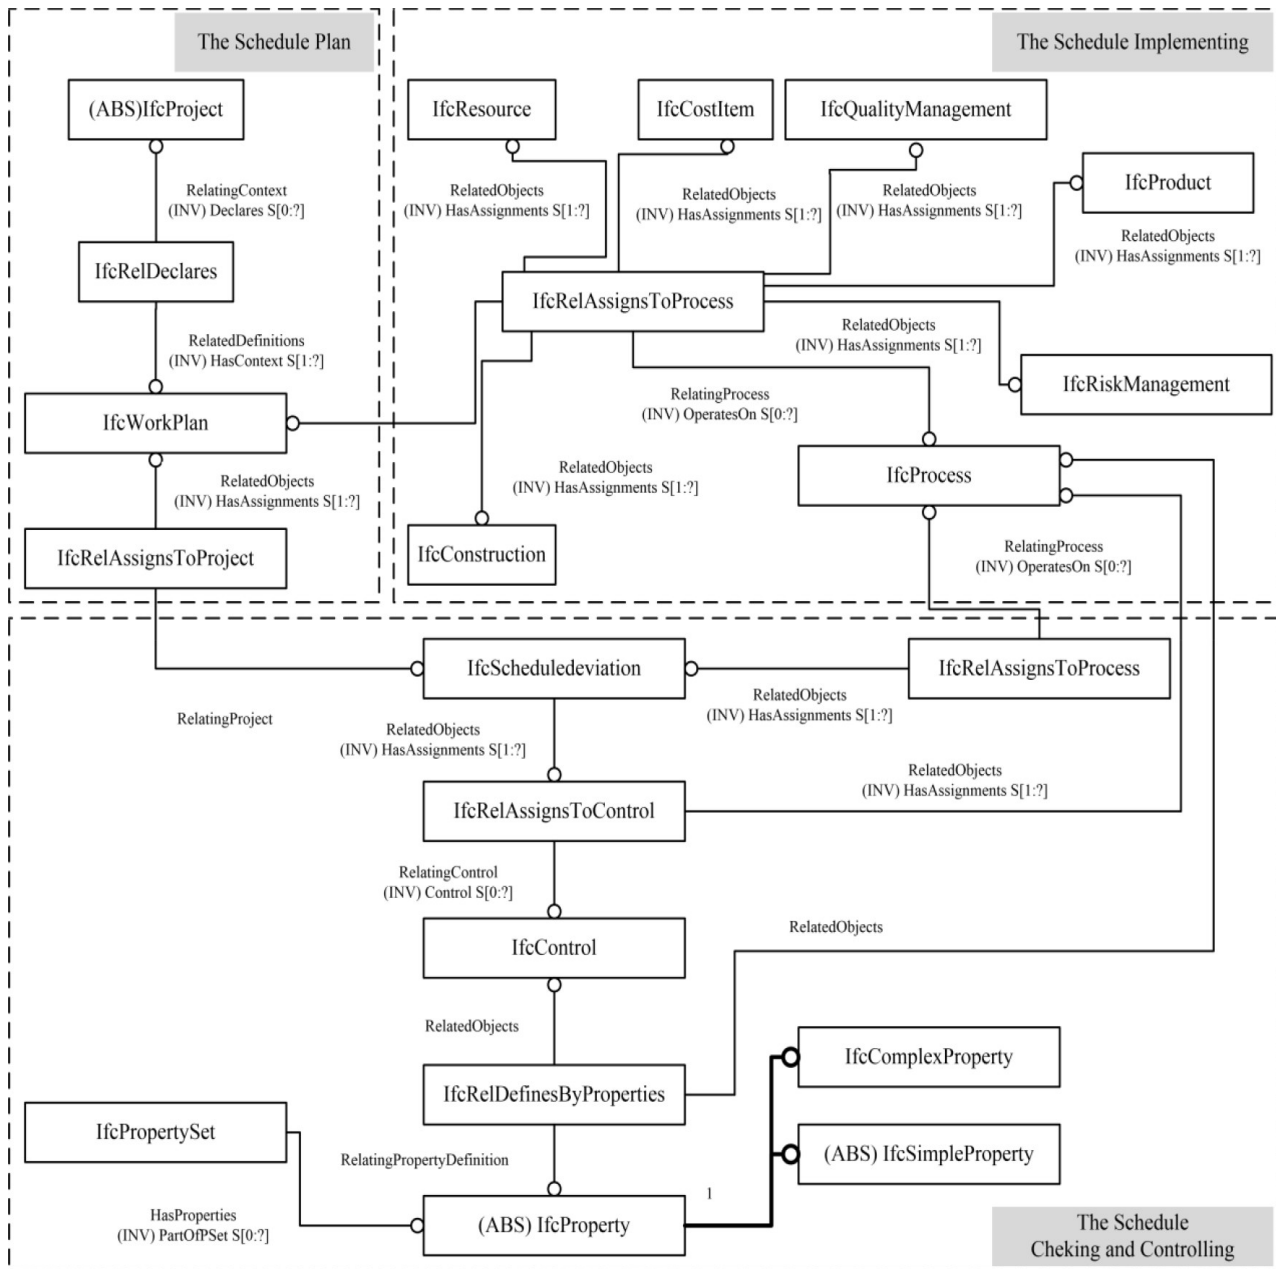 The Schedule Plan
(ABS)IfcProject
RelatingContext
(INV) Declares S[0:?]
IfcRelDeclares
RelatedDefinitions
(INV) HasContext S[1:?]
IfcWorkPlan
RelatedObjects
(INV) HasAssignments S[1:?]
IfcRelAssignsToProject
The Schedule Implementing
IfcResource
IfcCostItem
IfcQualityManagement
IfcProduct
RelatedObjects
(INV) HasAssignments S[1:?]
RelatedObjects
(INV) HasAssignments S[1:?]
RelatedObjects
(INV) HasAssignments S[1:?]
RelatedObjects
(INV) HasAssignments S[1:?]
IfcRelAssignsToProcess
RelatedObjects
(INV) HasAssignments S[1:?]
IfcRiskManagement
RelatingProcess
(INV) OperatesOn S[0:?]
IfcProcess
RelatedObjects
(INV) HasAssignments S[1:?]
IfcConstruction
RelatingProcess
(INV) OperatesOn S[0:?]
IfcScheduledeviation
IfcRelAssignsToProcess
RelatingProject
RelatedObjects
(INV) HasAssignments S[1:?]
RelatedObjects
(INV) HasAssignments S[1:?]
IfcRelAssignsToControl
RelatedObjects
(INV) HasAssignments S[1:?]
RelatingControl
(INV) Control S[0:?]
IfcControl
RelatedObjects
RelatedObjects
IfcRelDefinesByProperties
IfcComplexProperty
IfcPropertySet
RelatingPropertyDefinition
(ABS) IfcSimpleProperty
HasProperties
(INV) PartOfPSet S[0:?]
(ABS) IfcProperty
1
The Schedule
Cheking and Controlling